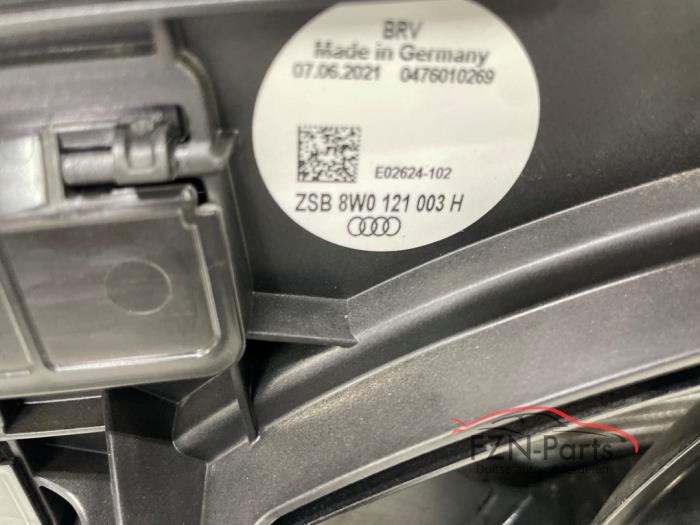 BRV
Made in Germany
07.06.2021 0476010269
E02624-102
ZSB 8W0 121 003 H
FZN-Parts